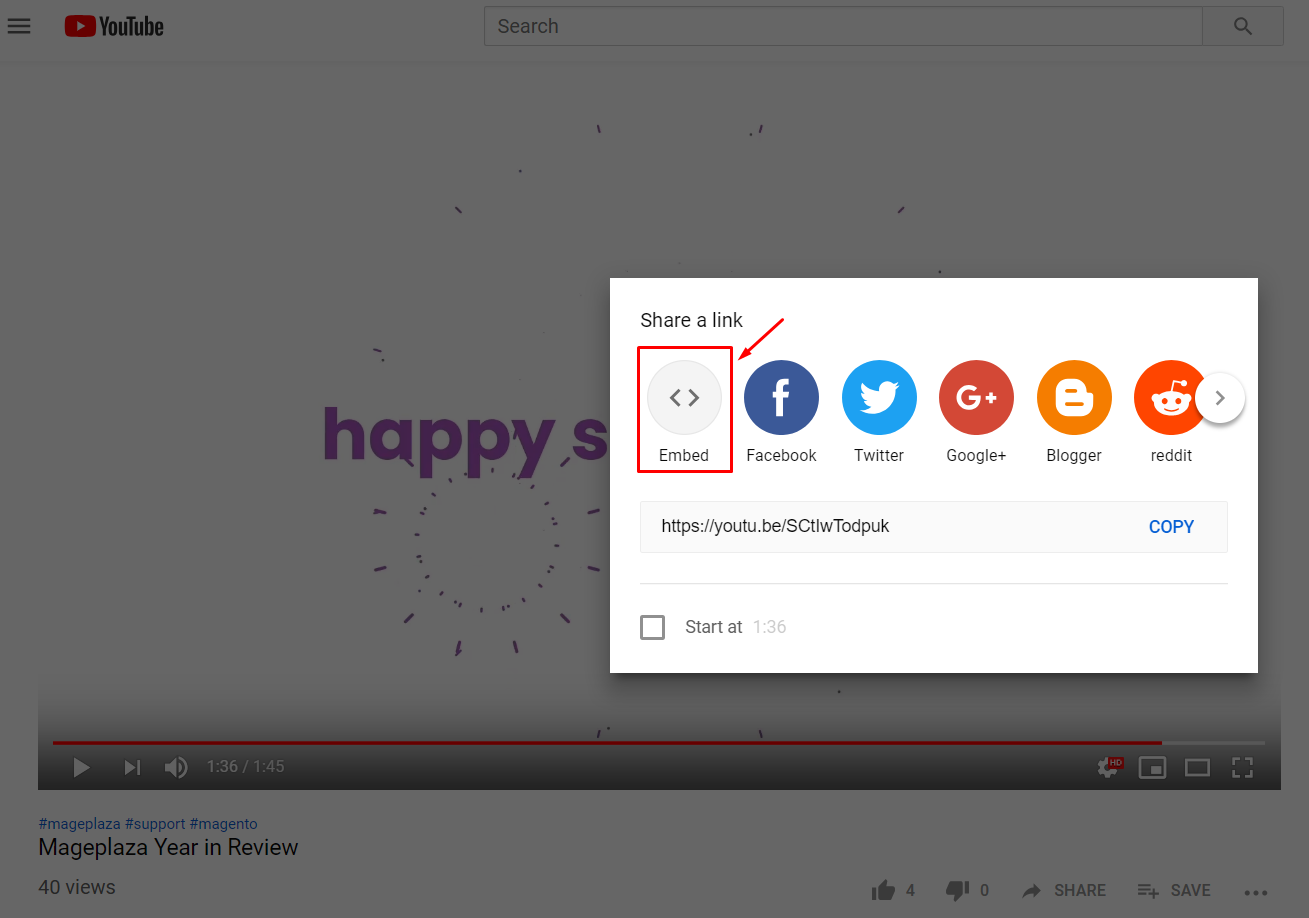 YouTube
Search
Share a link
Embed
Facebook
Twitter
G+
Google+
Blogger
reddit
happy s
https://youtu.be/SCtIwTodpuk
COPY
Start at 1:36
1:36 / 1:45
HD
#mageplaza #support #magento
Mageplaza Year in Review
40 views
4
0
SHARE
SAVE